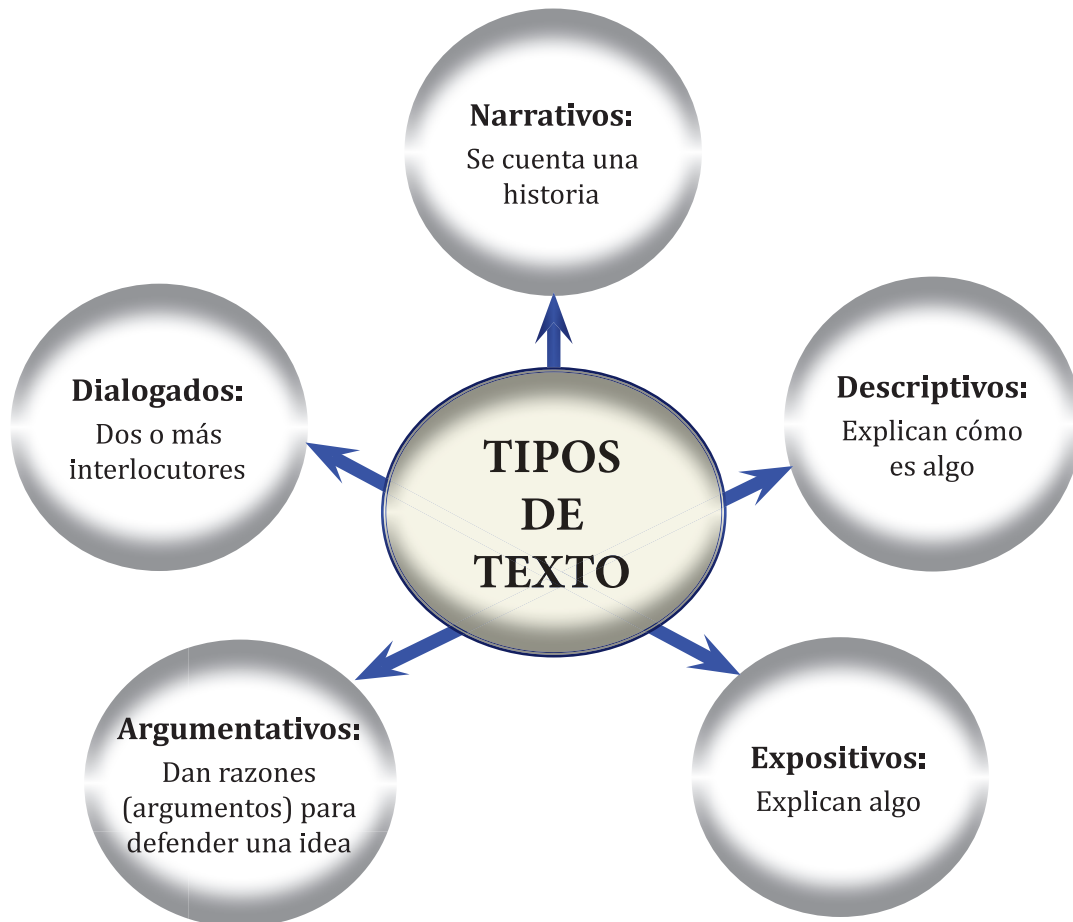 Narrativos:
Se cuenta una
historia
Dialogados:
Dos o más
interlocutores
Descriptivos:
Explican cómo
es algo
TIPOS
DE
TEXTO
Argumentativos:
Dan razones
(argumentos) para
defender una idea
Expositivos:
Explican algo